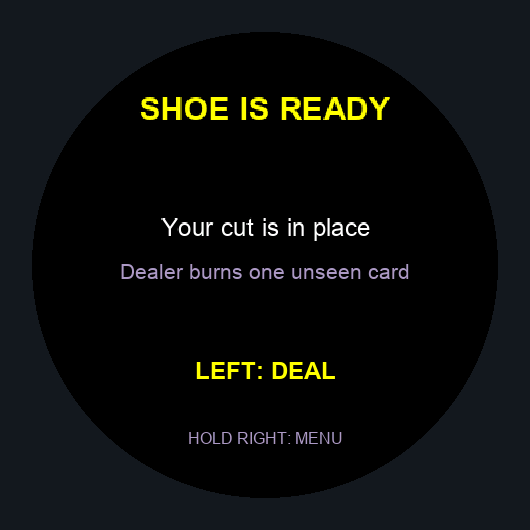 SHOE IS READY
Your cut is in place
Dealer burns one unseen card
LEFT: DEAL
HOLD RIGHT: MENU